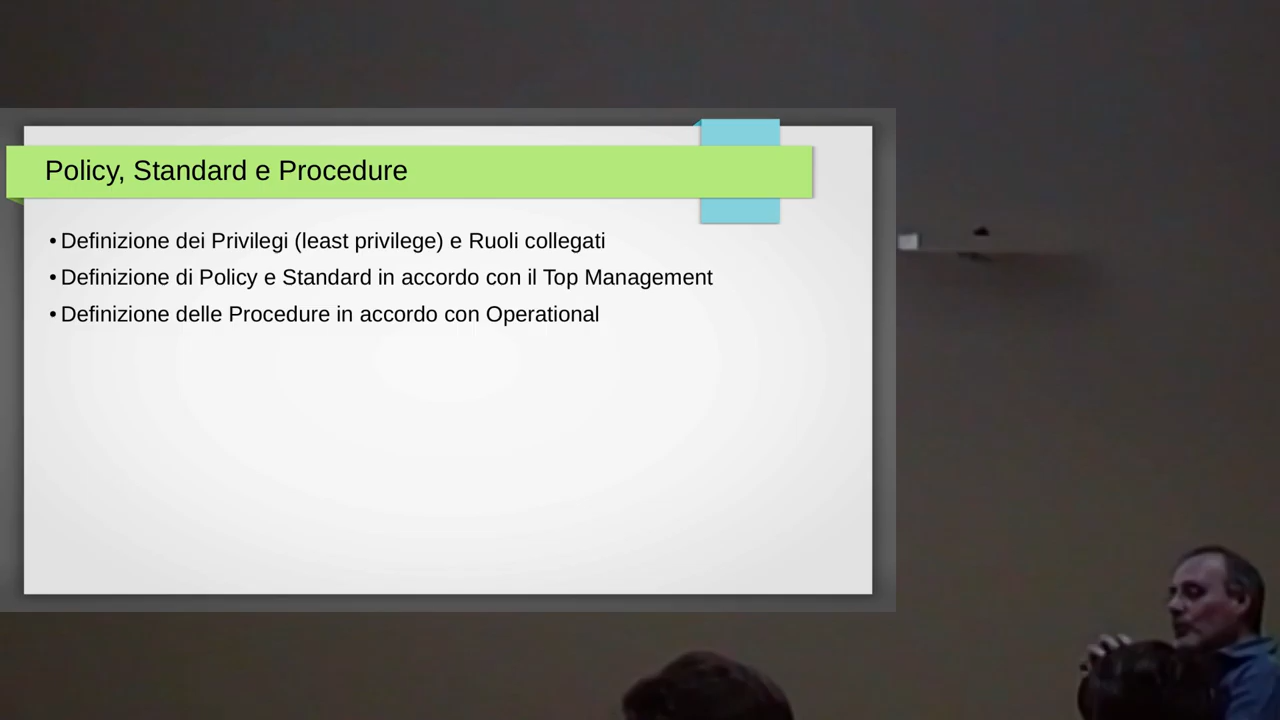 Policy, Standard e Procedure
• Definizione dei Privilegi (least privilege) e Ruoli collegati
• Definizione di Policy e Standard in accordo con il Top Management
• Definizione delle Procedure in accordo con Operational